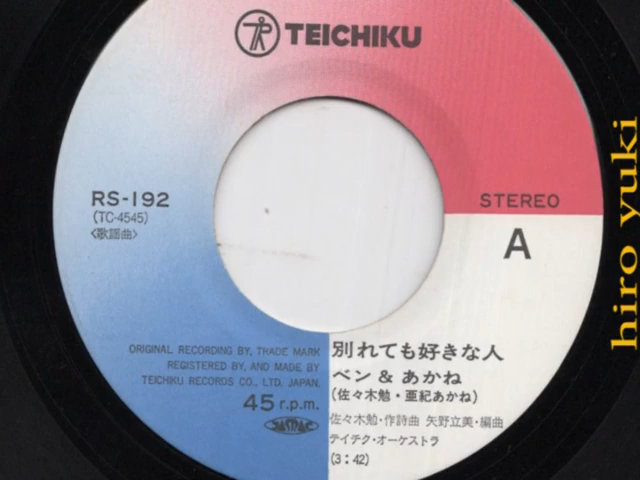 TEICHIKU
RS-192
(TC-4545)
〈歌謡曲〉
STEREO
A
ORIGINAL RECORDING BY, TRADE MARK
REGISTERED BY, AND MADE BY
TEICHIKU RECORDS CO., LTD. JAPAN.
45 r.p.m.
JASRAC
別れても好きな人
ベン & あかね
(佐々木勉・亜紀あかね)
佐々木勉・作詩曲 矢野立美・編曲
テイチク・オーケストラ
(3:42)
hiro yuki